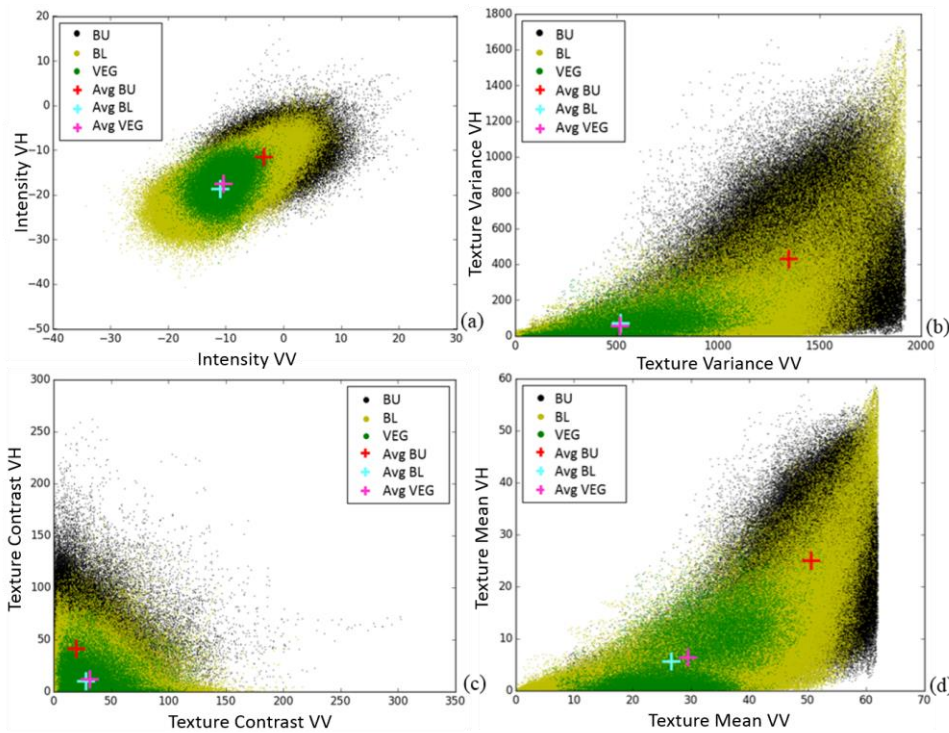 20
10
0
−10
−20
−30
−40
−50
−40 −30 −20 −10 0 10 20 30
Intensity VH
Intensity VV
BU
BL
VEG
Avg BU
Avg BL
Avg VEG
(a)
1800
1600
1400
1200
1000
800
600
400
200
0
0 500 1000 1500 2000
Texture Variance VH
Texture Variance VV
BU
BL
VEG
Avg BU
Avg BL
Avg VEG
(b)
300
250
200
150
100
50
0
0 50 100 150 200 250 300 350
Texture Contrast VH
Texture Contrast VV
BU
BL
VEG
Avg BU
Avg BL
Avg VEG
(c)
60
50
40
30
20
10
0
0 10 20 30 40 50 60 70
Texture Mean VH
Texture Mean VV
BU
BL
VEG
Avg BU
Avg BL
Avg VEG
(d)